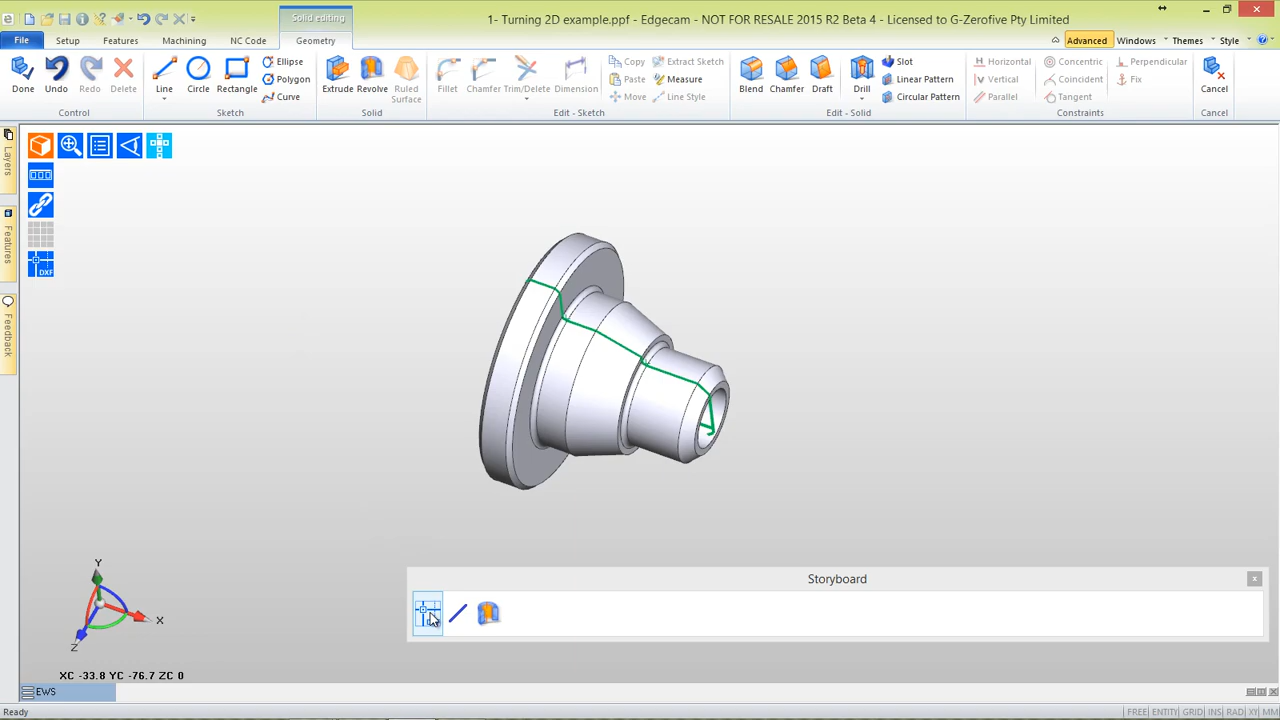 Solid editing
1- Turning 2D example.ppf - Edgecam - NOT FOR RESALE 2015 R2 Beta 4 - Licensed to G-Zerofive Pty Limited
File Setup Features Machining NC Code Geometry Advanced Windows Themes Style
Done Undo Redo Delete
Control
Line Circle Rectangle Ellipse Polygon Curve
Sketch
Extrude Revolve Ruled Surface
Solid
Fillet Chamfer Trim/Delete Dimension Copy Paste Move Extract Sketch Measure Line Style
Edit - Sketch
Blend Chamfer Draft Drill Slot Linear Pattern Circular Pattern
Edit - Solid
Horizontal Vertical Parallel Concentric Coincident Tangent Perpendicular Fix
Constraints
Cancel
Cancel
Layers
Features
Feedback
DXF
Y
X
Z
Storyboard
x
XC -33.8 YC -76.7 ZC 0
EWS
Ready
FREE ENTITY GRID INS RAD XY MM